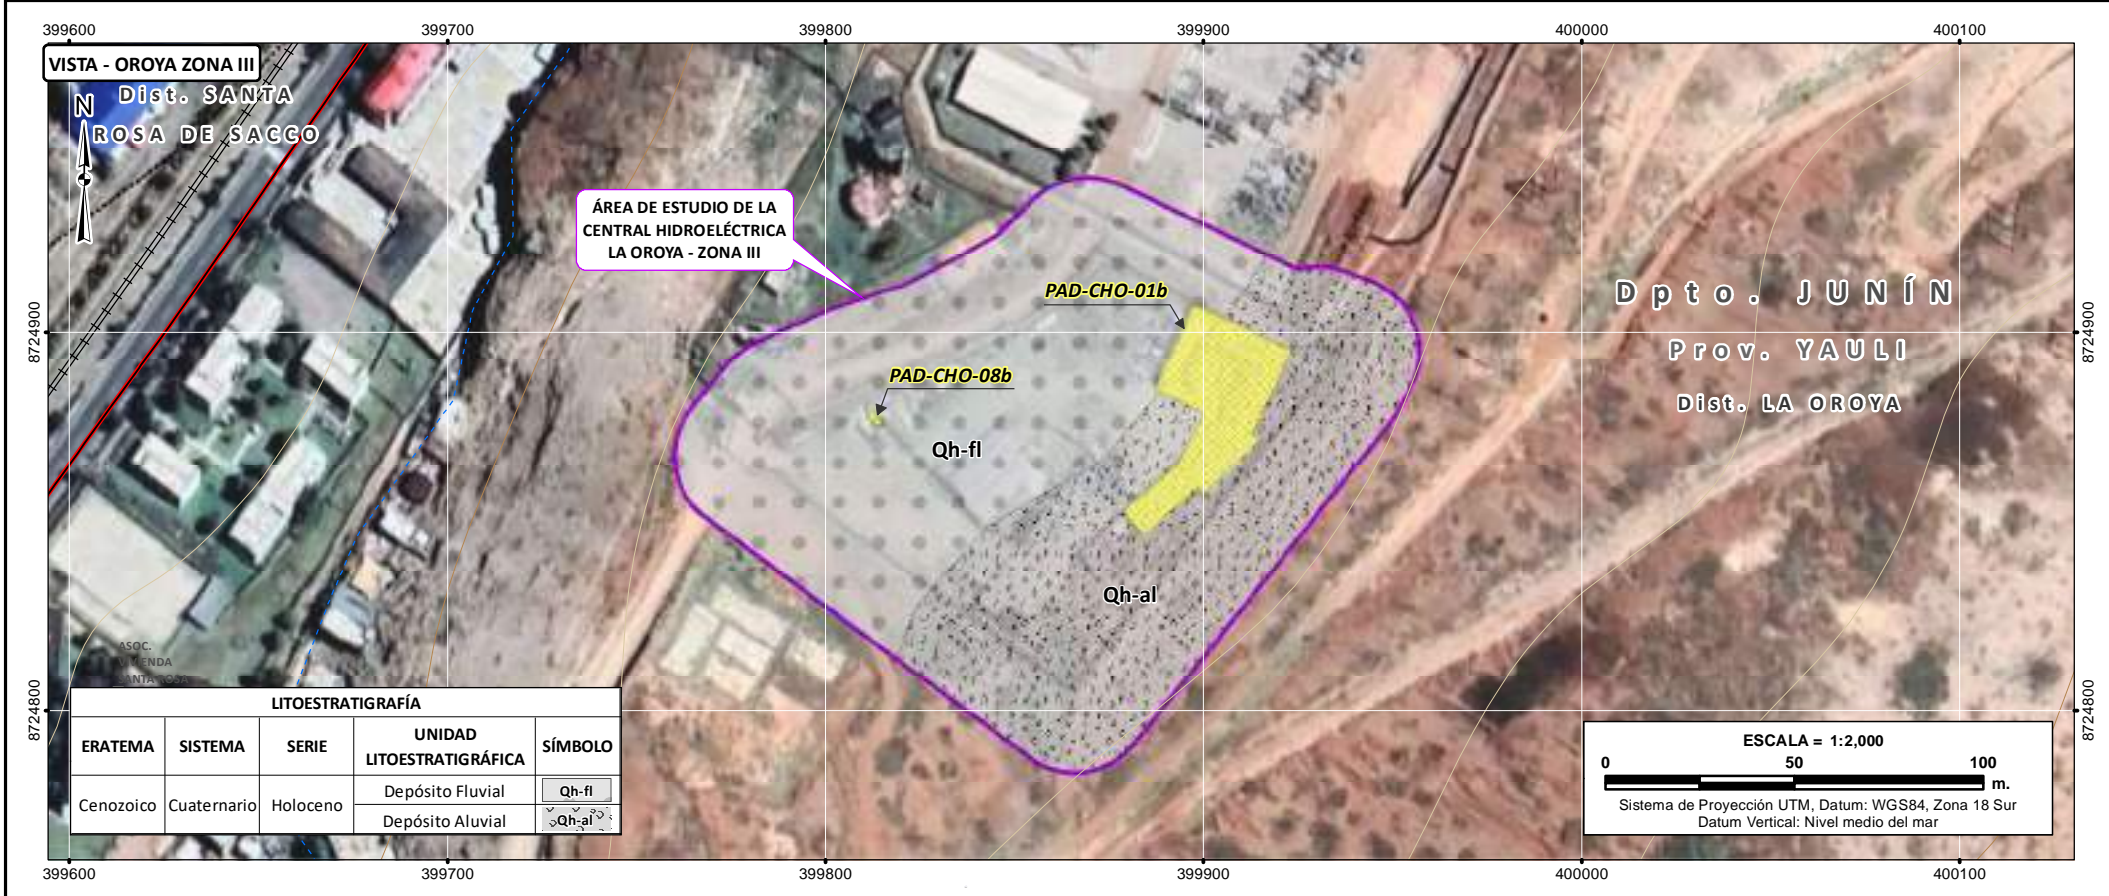 399600
399700
399800
399900
400000
400100
VISTA - OROYA ZONA III
Dist. SANTA
ROSA DE SACCO
N
ÁREA DE ESTUDIO DE LA
CENTRAL HIDROELÉCTRICA
LA OROYA - ZONA III
PAD-CHO-01b
PAD-CHO-08b
Qh-fl
Qh-al
Dpto. JUNÍN
Prov. YAULI
Dist. LA OROYA
8724900
8724900
8724800
8724800
ASOC.
VIVIENDA
SANTA ROSA
LITOESTRATIGRAFÍA
ERATEMA SISTEMA SERIE UNIDAD LITOESTRATIGRÁFICA SÍMBOLO
Cenozoico Cuaternario Holoceno Depósito Fluvial Qh-fl
Depósito Aluvial Qh-al
ESCALA = 1:2,000
0 50 100
m.
Sistema de Proyección UTM, Datum: WGS84, Zona 18 Sur
Datum Vertical: Nivel medio del mar
399600
399700
399800
399900
400000
400100